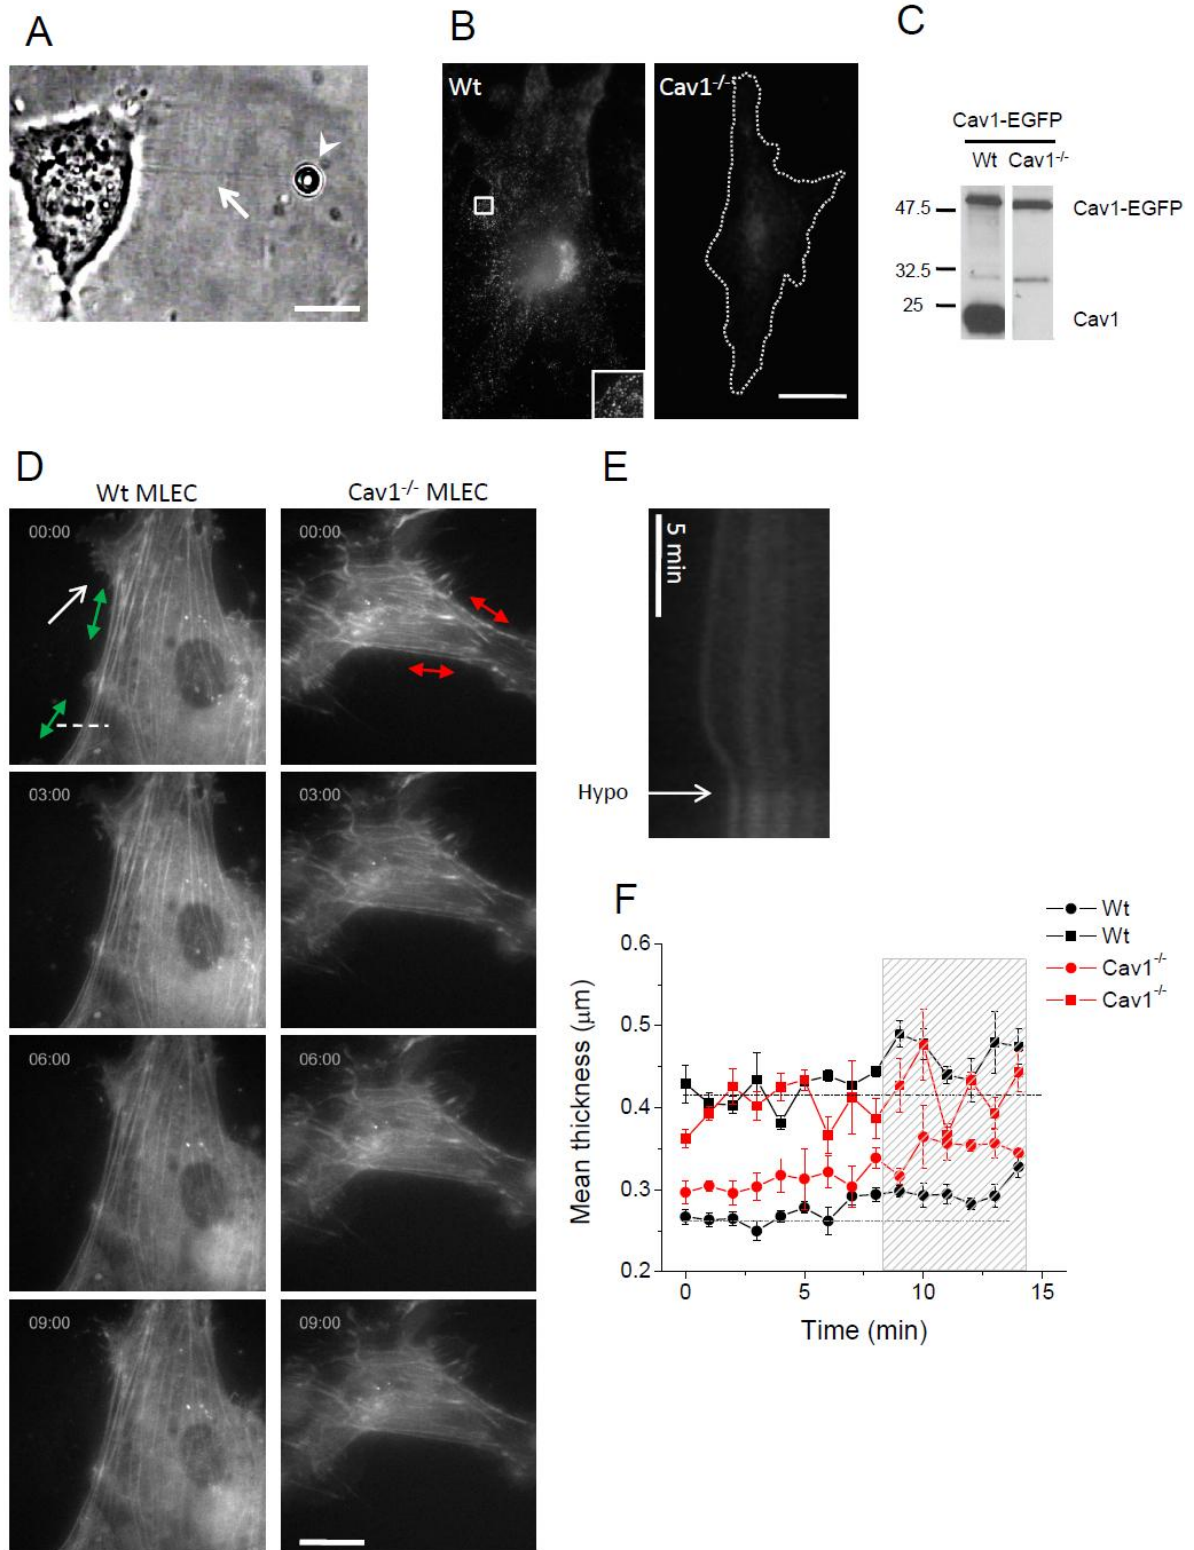 A
B
C
Wt
Cav1-/-
Cav1-EGFP
Wt Cav1-/-
47.5
Cav1-EGFP
32.5
25
Cav1
D
Wt MLEC
Cav1-/- MLEC
00:00
00:00
03:00
03:00
06:00
06:00
09:00
09:00
E
5 min
Hypo
F
Wt
Wt
Cav1-/-
Cav1-/-
Mean thickness (μm)
0.6
0.5
0.4
0.3
0.2
0 5 10 15
Time (min)